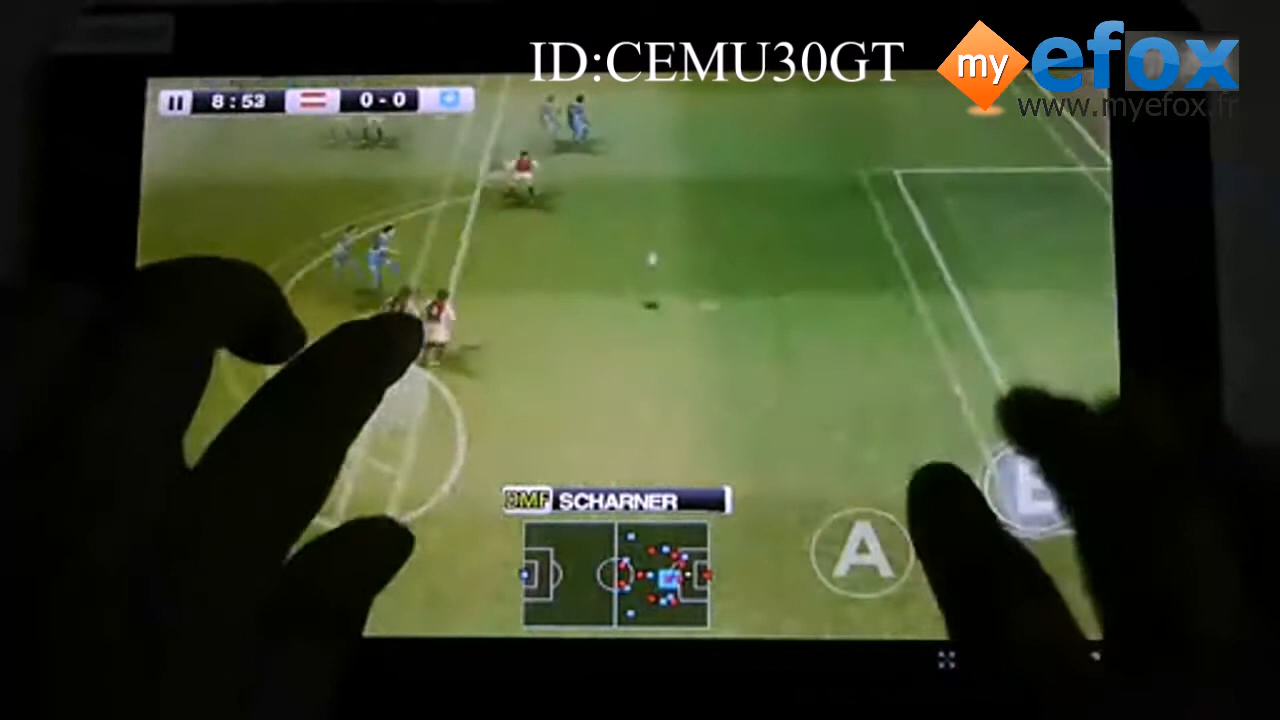 ID:CEMU30GT
my efox
www.myefox.fr
8:53 0-0
DMF SCHARNER
A
B